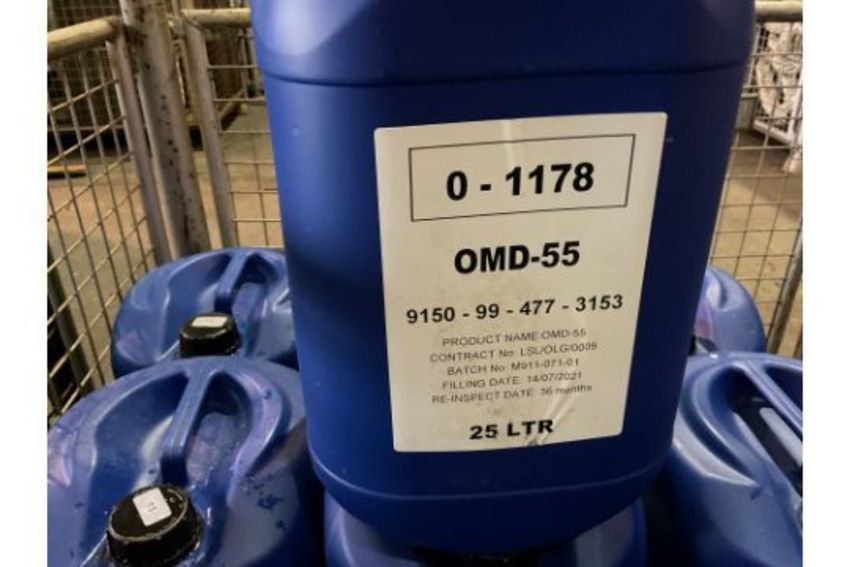 0 - 1178
OMD-55
9150 - 99 - 477 - 3153
PRODUCT NAME OMD-55
CONTRACT No. LSL/OLG/0009
BATCH No: M911-071-01
FILLING DATE: 14/07/2021
RE-INSPECT DATE: 36 months
25 LTR